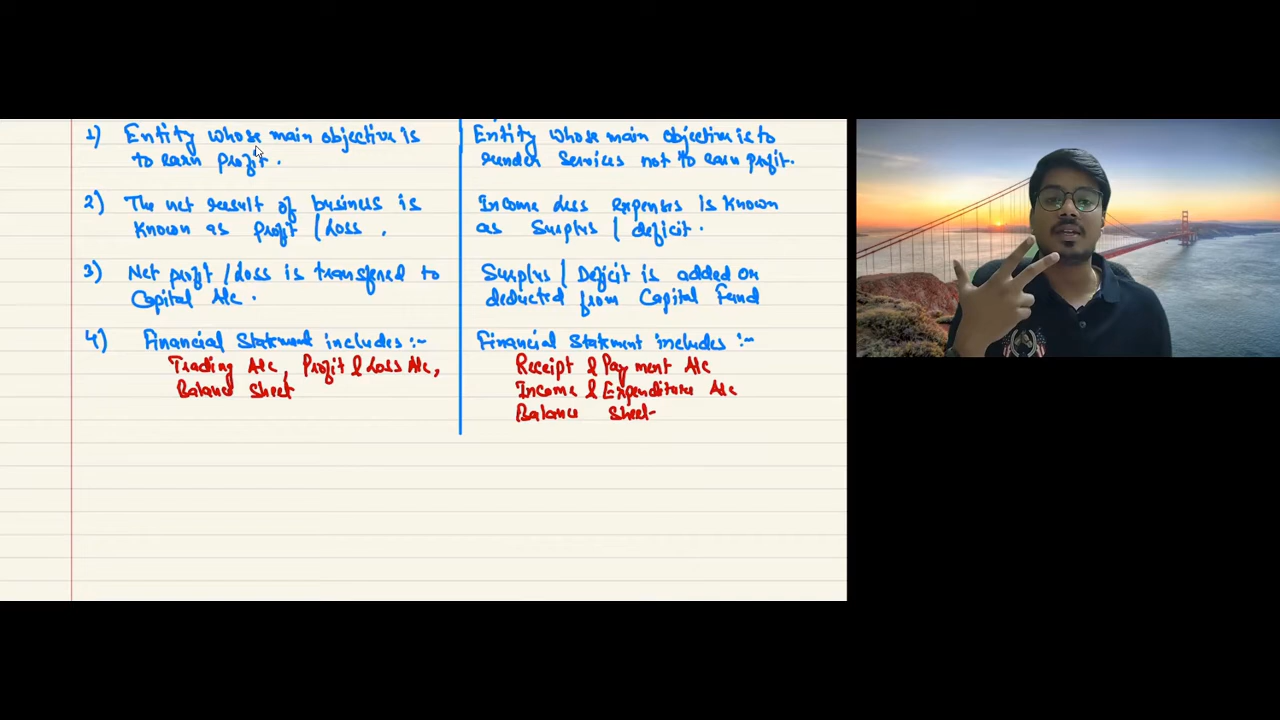 1) Entity whose main objective is
to earn profit.
Entity whose main objective is to
render services not to earn profit.
2) The net result of business is
known as profit / Loss.
Income less Expenses is known
as Surplus / deficit.
3) Net profit / Loss is transferred to
Capital A/c.
Surplus / Deficit is added or
deducted from Capital Fund
4) Financial Statement includes :-
Trading A/c, Profit & Loss A/c,
Balance Sheet
Financial Statement includes :-
Receipt & Payment A/c
Income & Expenditure A/c
Balance Sheet